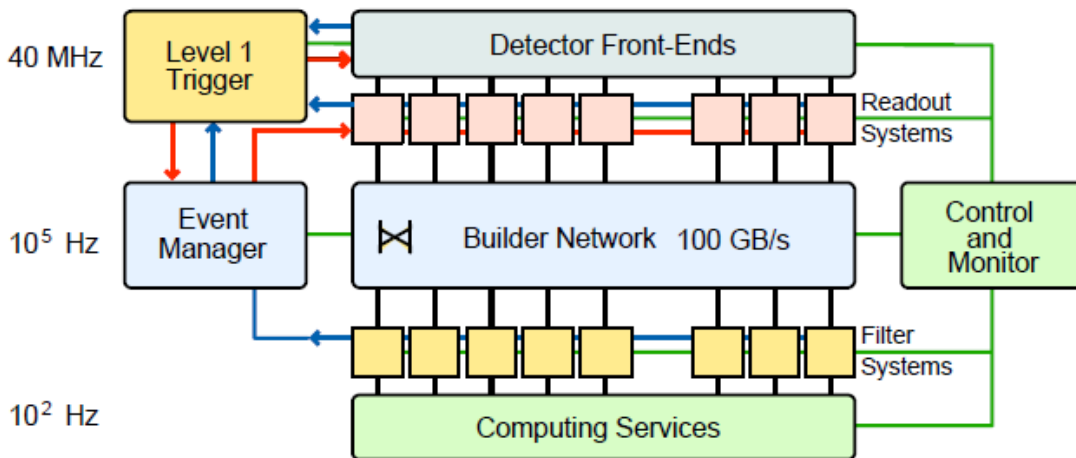 40 MHz
Level 1
Trigger
Detector Front-Ends
Readout
Systems
10⁵ Hz
Event
Manager
Builder Network 100 GB/s
Control
and
Monitor
Filter
Systems
10² Hz
Computing Services